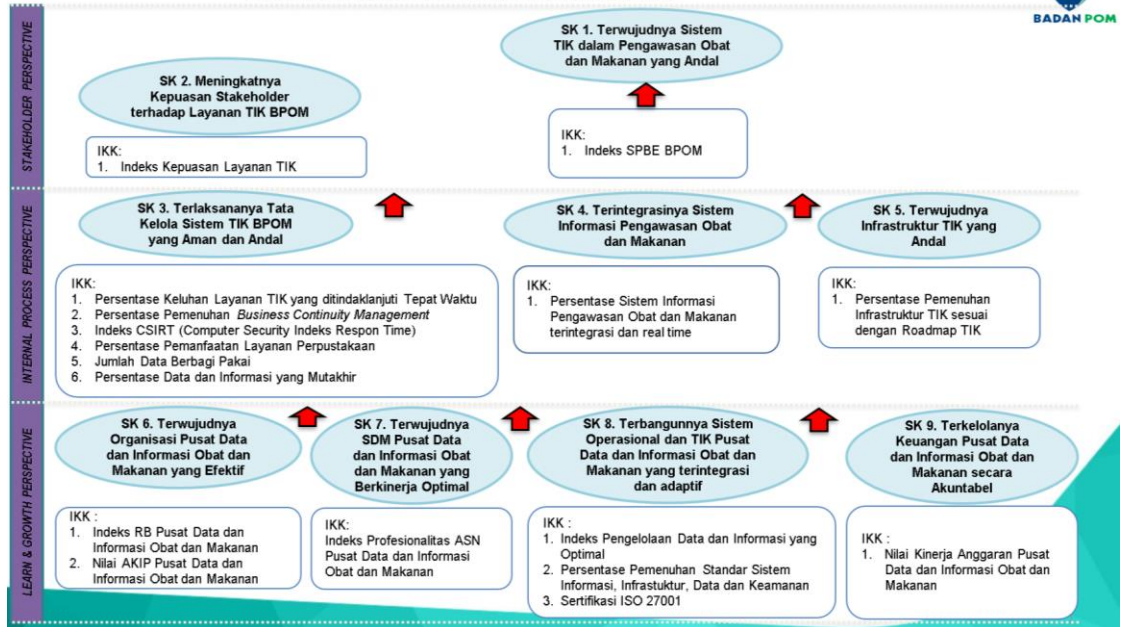 BADAN POM
STAKEHOLDER PERSPECTIVE
SK 1. Terwujudnya Sistem
TIK dalam Pengawasan Obat
dan Makanan yang Andal
SK 2. Meningkatnya
Kepuasan Stakeholder
terhadap Layanan TIK BPOM
IKK:
1. Indeks Kepuasan Layanan TIK
IKK:
1. Indeks SPBE BPOM
INTERNAL PROCESS PERSPECTIVE
SK 3. Terlaksananya Tata
Kelola Sistem TIK BPOM
yang Aman dan Andal
SK 4. Terintegrasinya Sistem
Informasi Pengawasan Obat
dan Makanan
SK 5. Terwujudnya
Infrastruktur TIK yang
Andal
IKK:
1. Persentase Keluhan Layanan TIK yang ditindaklanjuti Tepat Waktu
2. Persentase Pemenuhan Business Continuity Management
3. Indeks CSIRT (Computer Security Indeks Respon Time)
4. Persentase Pemanfaatan Layanan Perpustakaan
5. Jumlah Data Berbagi Pakai
6. Persentase Data dan Informasi yang Mutakhir
IKK:
1. Persentase Sistem Informasi
Pengawasan Obat dan Makanan
terintegrasi dan real time
IKK:
1. Persentase Pemenuhan
Infrastruktur TIK sesuai
dengan Roadmap TIK
LEARN & GROWTH PERSPECTIVE
SK 6. Terwujudnya
Organisasi Pusat Data
dan Informasi Obat dan
Makanan yang Efektif
SK 7. Terwujudnya
SDM Pusat Data
dan Informasi Obat
dan Makanan yang
Berkinerja Optimal
SK 8. Terbangunnya Sistem
Operasional dan TIK Pusat
Data dan Informasi Obat dan
Makanan yang terintegrasi
dan adaptif
SK 9. Terkelolanya
Keuangan Pusat Data
dan Informasi Obat dan
Makanan secara
Akuntabel
IKK :
1. Indeks RB Pusat Data dan
Informasi Obat dan Makanan
2. Nilai AKIP Pusat Data dan
Informasi Obat dan Makanan
IKK:
Indeks Profesionalitas ASN
Pusat Data dan Informasi
Obat dan Makanan
IKK :
1. Indeks Pengelolaan Data dan Informasi yang
Optimal
2. Persentase Pemenuhan Standar Sistem
Informasi, Infrastuktur, Data dan Keamanan
3. Sertifikasi ISO 27001
IKK :
1. Nilai Kinerja Anggaran Pusat
Data dan Informasi Obat dan
Makanan